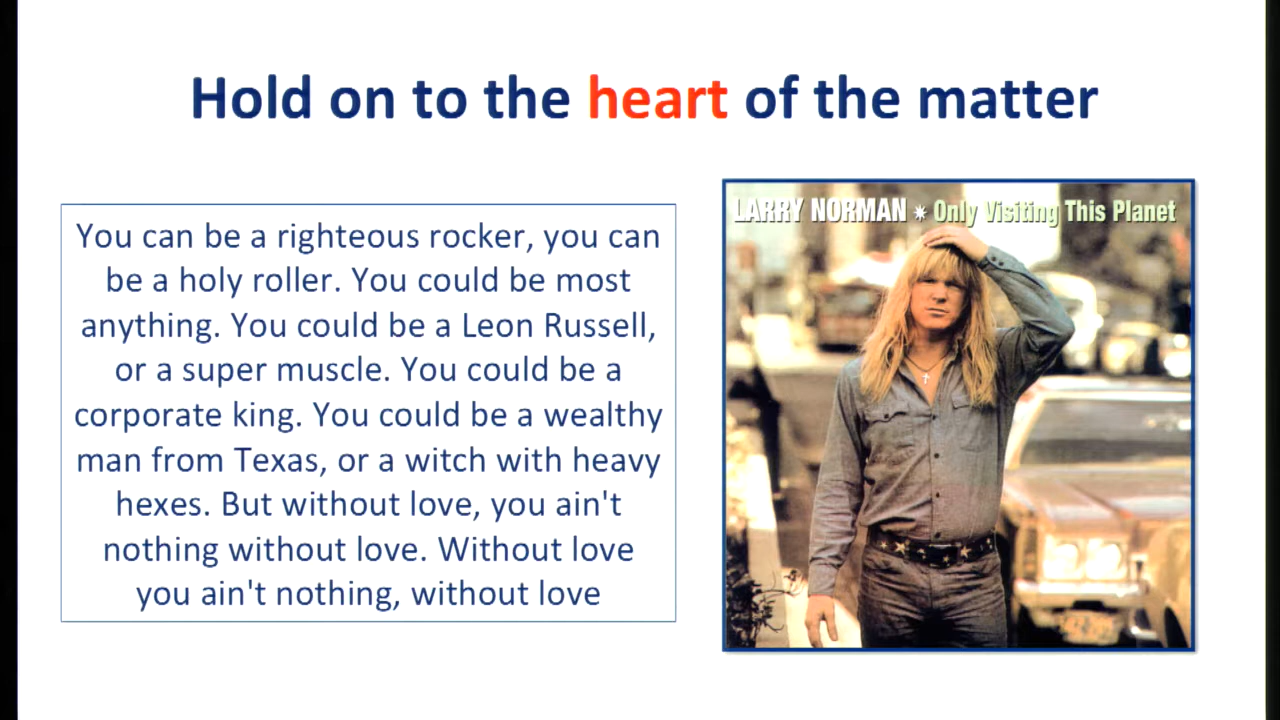 Hold on to the heart of the matter
You can be a righteous rocker, you can
be a holy roller. You could be most
anything. You could be a Leon Russell,
or a super muscle. You could be a
corporate king. You could be a wealthy
man from Texas, or a witch with heavy
hexes. But without love, you ain't
nothing without love. Without love
you ain't nothing, without love
LARRY NORMAN ✷ Only Visiting This Planet